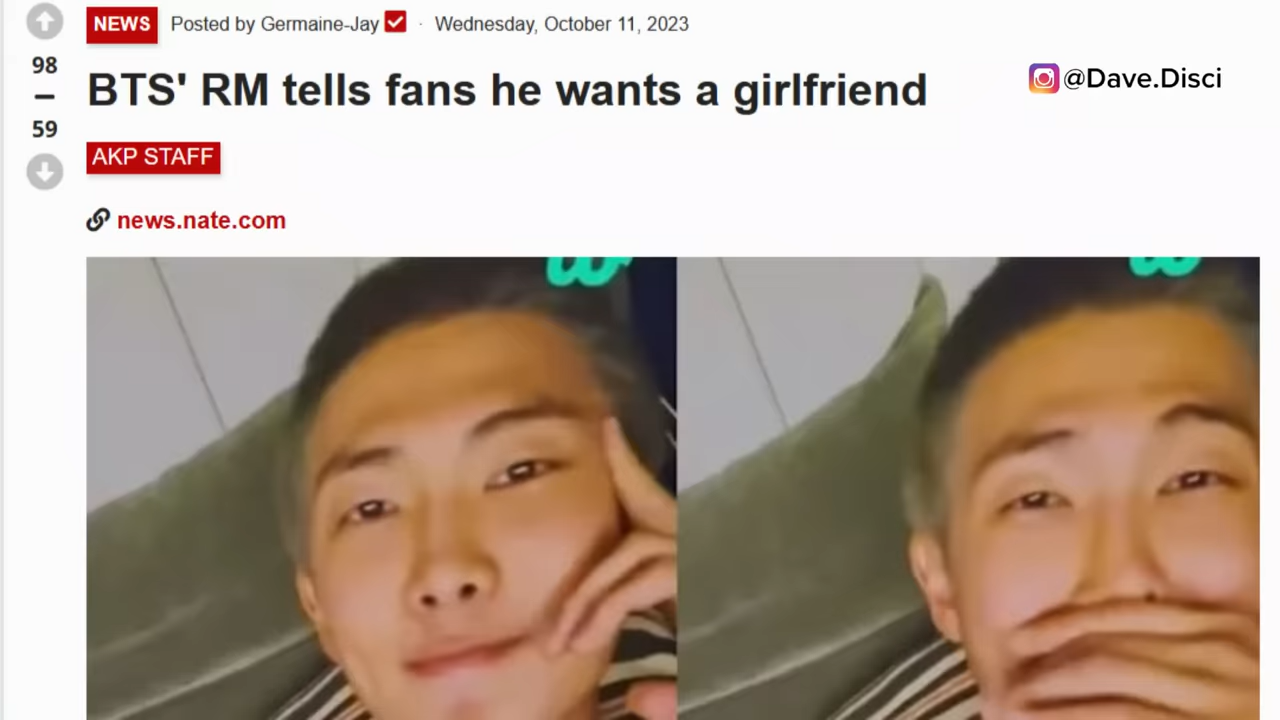 NEWS Posted by Germaine-Jay · Wednesday, October 11, 2023
98
59
BTS' RM tells fans he wants a girlfriend
@Dave.Disci
AKP STAFF
news.nate.com